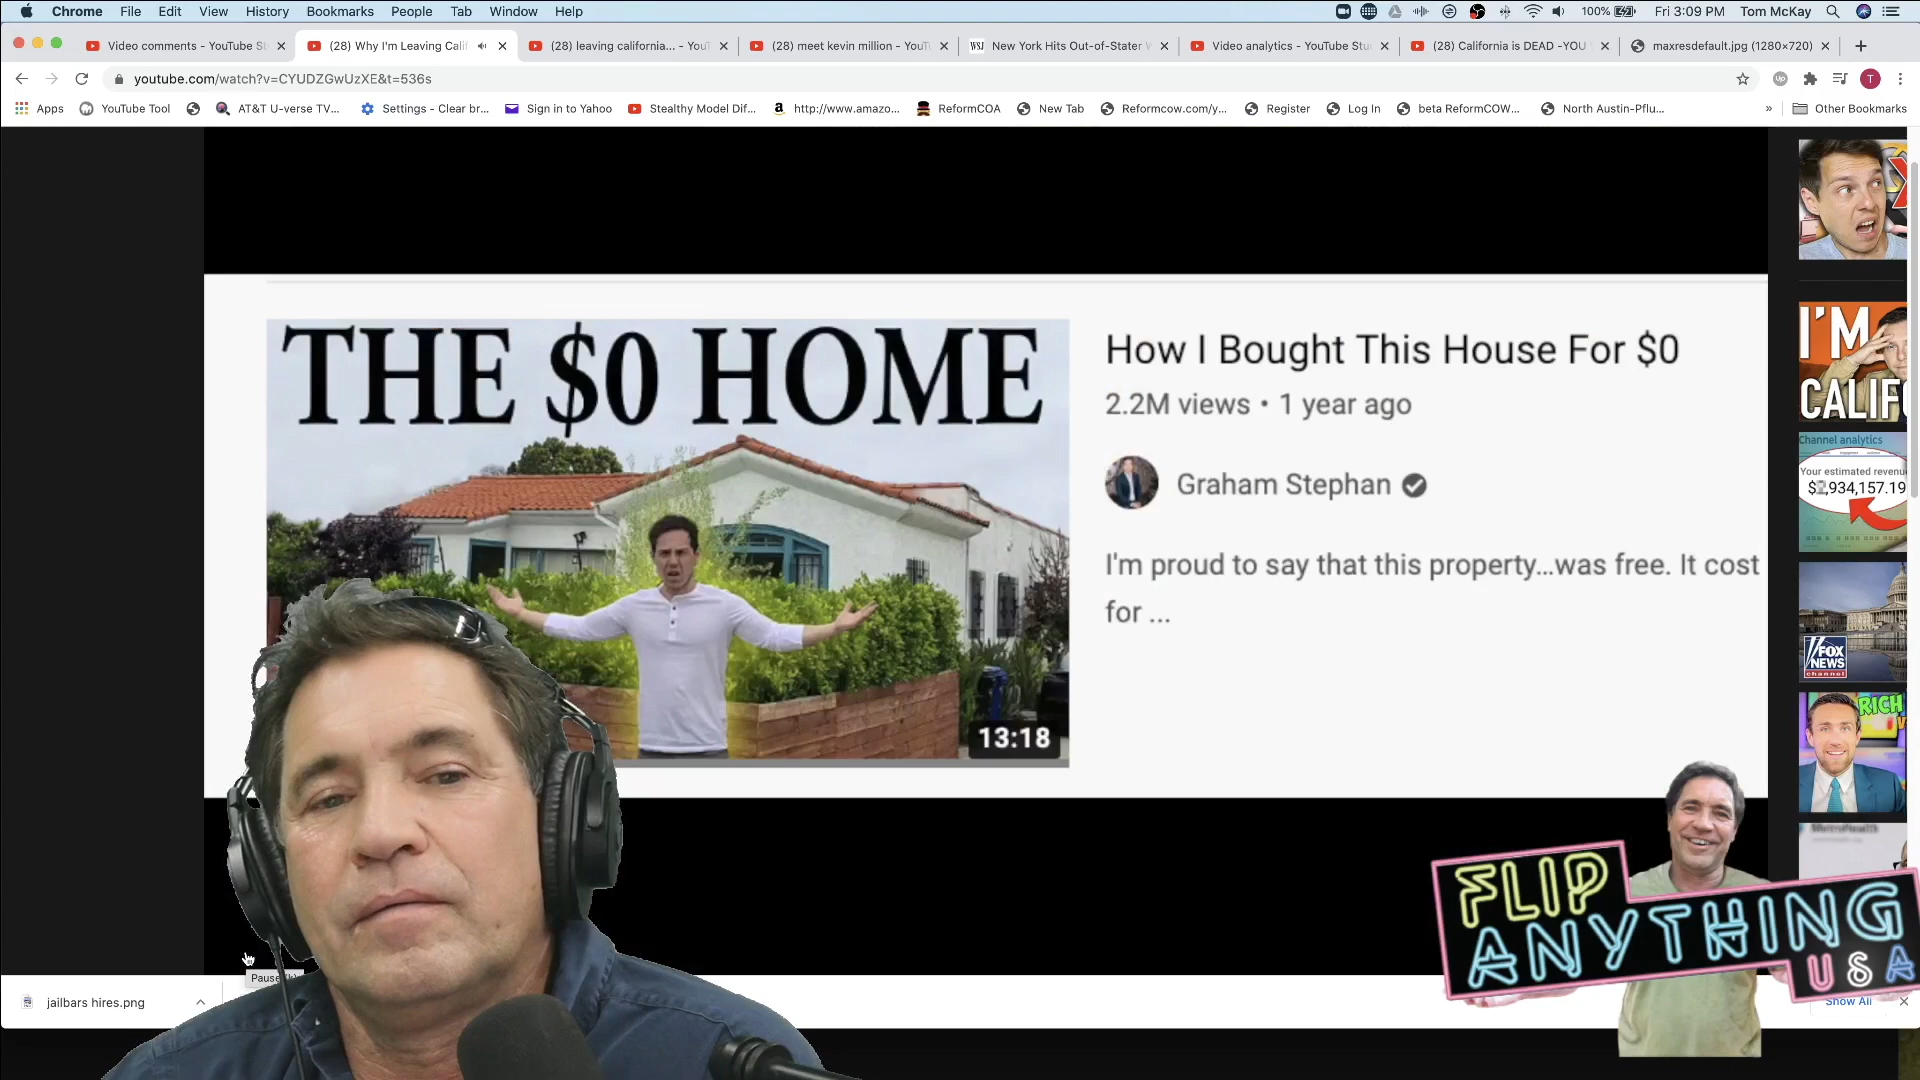 Chrome File Edit View History Bookmarks People Tab Window Help 100% Fri 3:09 PM Tom McKay
Video comments - YouTube St
(28) Why I'm Leaving Calif
(28) leaving california... - YouT
(28) meet kevin million - YouT
WSJ New York Hits Out-of-Stater
Video analytics - YouTube Stu
(28) California is DEAD -YOU
maxresdefault.jpg (1280×720)
youtube.com/watch?v=CYUDZGwUzXE&t=536s
Up T
Apps YouTube Tool AT&T U-verse TV... Settings - Clear br... Sign in to Yahoo Stealthy Model Dif... http://www.amazo... ReformCOA New Tab Reformcow.com/y... Register Log In beta ReformCOW... North Austin-Pflu... » Other Bookmarks
THE $0 HOME
13:18
How I Bought This House For $0
2.2M views • 1 year ago
Graham Stephan
I'm proud to say that this property...was free. It cost
for ...
I'M
CALIF
Channel analytics
Your estimated revenu
,934,157.19
FOX
NEWS
channel
RICH
FLIP
ANYTHING
USA
Pause
jailbars hires.png
Show All